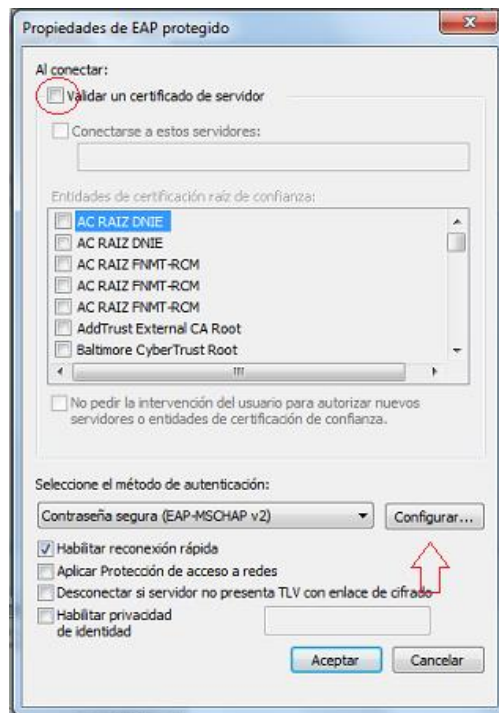 Propiedades de EAP protegido
Al conectar:
Validar un certificado de servidor
Conectarse a estos servidores:
Entidades de certificación raíz de confianza:
AC RAIZ DNIE
AC RAIZ DNIE
AC RAIZ FNMT-RCM
AC RAIZ FNMT-RCM
AC RAIZ FNMT-RCM
AddTrust External CA Root
Baltimore CyberTrust Root
No pedir la intervención del usuario para autorizar nuevos
servidores o entidades de certificación de confianza.
Seleccione el método de autenticación:
Contraseña segura (EAP-MSCHAP v2)
Configurar...
Habilitar reconexión rápida
Aplicar Protección de acceso a redes
Desconectar si servidor no presenta TLV con enlace de cifrado
Habilitar privacidad
de identidad
Aceptar
Cancelar